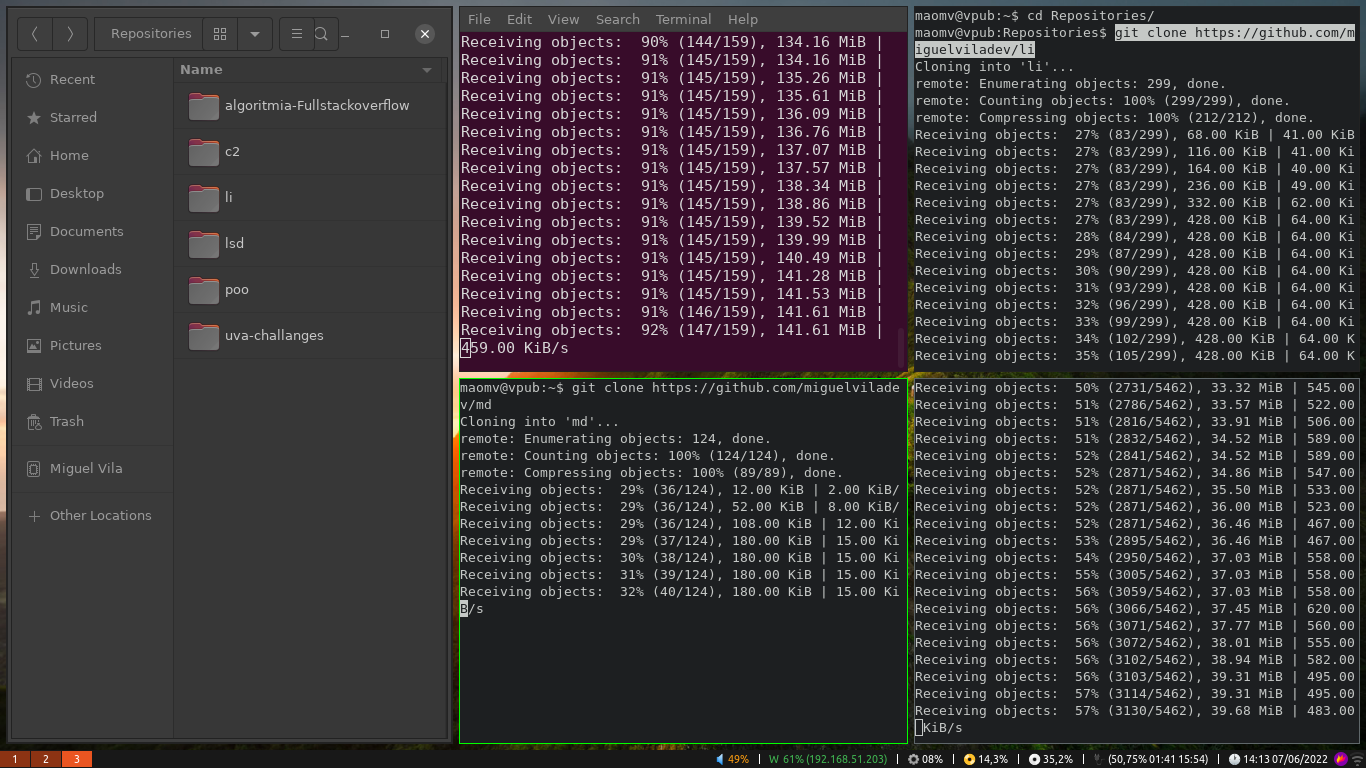 Repositories
Name
Recent
Starred
Home
Desktop
Documents
Downloads
Music
Pictures
Videos
Trash
Miguel Vila
Other Locations
algoritmia-Fullstackoverflow
c2
li
lsd
poo
uva-challanges
File Edit View Search Terminal Help
Receiving objects:  90% (144/159), 134.16 MiB |
Receiving objects:  91% (145/159), 134.16 MiB |
Receiving objects:  91% (145/159), 135.26 MiB |
Receiving objects:  91% (145/159), 135.61 MiB |
Receiving objects:  91% (145/159), 136.09 MiB |
Receiving objects:  91% (145/159), 136.76 MiB |
Receiving objects:  91% (145/159), 137.07 MiB |
Receiving objects:  91% (145/159), 137.57 MiB |
Receiving objects:  91% (145/159), 138.34 MiB |
Receiving objects:  91% (145/159), 138.86 MiB |
Receiving objects:  91% (145/159), 139.52 MiB |
Receiving objects:  91% (145/159), 139.99 MiB |
Receiving objects:  91% (145/159), 140.49 MiB |
Receiving objects:  91% (145/159), 141.28 MiB |
Receiving objects:  91% (145/159), 141.53 MiB |
Receiving objects:  91% (146/159), 141.61 MiB |
Receiving objects:  92% (147/159), 141.61 MiB |
459.00 KiB/s
maomv@vpub:~$ cd Repositories/
maomv@vpub:Repositories$ git clone https://github.com/m
iguelviladev/li
Cloning into 'li'...
remote: Enumerating objects: 299, done.
remote: Counting objects: 100% (299/299), done.
remote: Compressing objects: 100% (212/212), done.
Receiving objects:  27% (83/299), 68.00 KiB | 41.00 KiB
Receiving objects:  27% (83/299), 116.00 KiB | 41.00 Ki
Receiving objects:  27% (83/299), 164.00 KiB | 40.00 Ki
Receiving objects:  27% (83/299), 236.00 KiB | 49.00 Ki
Receiving objects:  27% (83/299), 332.00 KiB | 62.00 Ki
Receiving objects:  27% (83/299), 428.00 KiB | 64.00 Ki
Receiving objects:  28% (84/299), 428.00 KiB | 64.00 Ki
Receiving objects:  29% (87/299), 428.00 KiB | 64.00 Ki
Receiving objects:  30% (90/299), 428.00 KiB | 64.00 Ki
Receiving objects:  31% (93/299), 428.00 KiB | 64.00 Ki
Receiving objects:  32% (96/299), 428.00 KiB | 64.00 Ki
Receiving objects:  33% (99/299), 428.00 KiB | 64.00 Ki
Receiving objects:  34% (102/299), 428.00 KiB | 64.00 K
Receiving objects:  35% (105/299), 428.00 KiB | 64.00 K
maomv@vpub:~$ git clone https://github.com/miguelvilade
v/md
Cloning into 'md'...
remote: Enumerating objects: 124, done.
remote: Counting objects: 100% (124/124), done.
remote: Compressing objects: 100% (89/89), done.
Receiving objects:  29% (36/124), 12.00 KiB | 2.00 KiB/
Receiving objects:  29% (36/124), 52.00 KiB | 8.00 KiB/
Receiving objects:  29% (36/124), 108.00 KiB | 12.00 Ki
Receiving objects:  29% (37/124), 180.00 KiB | 15.00 Ki
Receiving objects:  30% (38/124), 180.00 KiB | 15.00 Ki
Receiving objects:  31% (39/124), 180.00 KiB | 15.00 Ki
Receiving objects:  32% (40/124), 180.00 KiB | 15.00 Ki
B/s
Receiving objects:  50% (2731/5462), 33.32 MiB | 545.00
Receiving objects:  51% (2786/5462), 33.57 MiB | 522.00
Receiving objects:  51% (2816/5462), 33.91 MiB | 506.00
Receiving objects:  51% (2832/5462), 34.52 MiB | 589.00
Receiving objects:  52% (2841/5462), 34.52 MiB | 589.00
Receiving objects:  52% (2871/5462), 34.86 MiB | 547.00
Receiving objects:  52% (2871/5462), 35.50 MiB | 533.00
Receiving objects:  52% (2871/5462), 36.00 MiB | 523.00
Receiving objects:  52% (2871/5462), 36.46 MiB | 467.00
Receiving objects:  53% (2895/5462), 36.46 MiB | 467.00
Receiving objects:  54% (2950/5462), 37.03 MiB | 558.00
Receiving objects:  55% (3005/5462), 37.03 MiB | 558.00
Receiving objects:  56% (3059/5462), 37.03 MiB | 558.00
Receiving objects:  56% (3066/5462), 37.45 MiB | 620.00
Receiving objects:  56% (3071/5462), 37.77 MiB | 560.00
Receiving objects:  56% (3072/5462), 38.01 MiB | 555.00
Receiving objects:  56% (3102/5462), 38.94 MiB | 582.00
Receiving objects:  56% (3103/5462), 39.31 MiB | 495.00
Receiving objects:  57% (3114/5462), 39.31 MiB | 495.00
Receiving objects:  57% (3130/5462), 39.68 MiB | 483.00
KiB/s
1 2 3
49% | W 61% (192.168.51.203) | 08% | 14,3% | 35,2% | (50,75% 01:41 15:54) | 14:13 07/06/2022